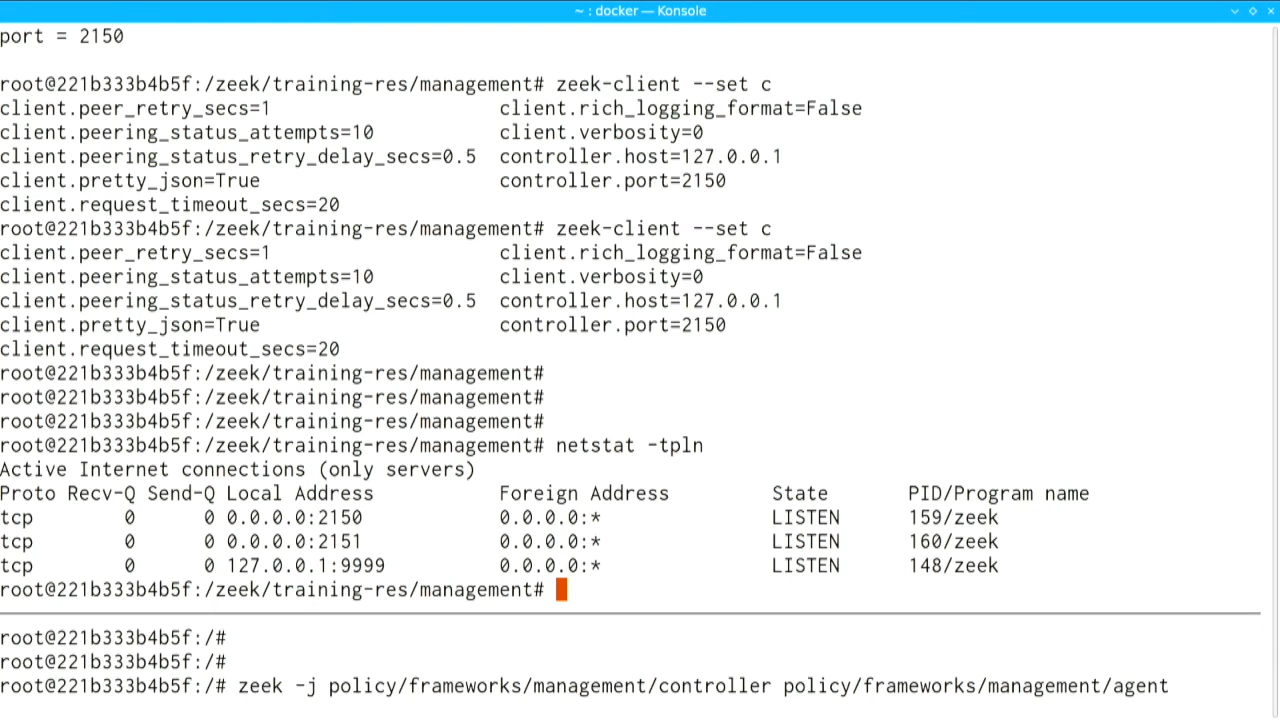 ~ : docker — Konsole
port = 2150
root@221b333b4b5f:/zeek/training-res/management# zeek-client --set c
client.peer_retry_secs=1 client.rich_logging_format=False
client.peering_status_attempts=10 client.verbosity=0
client.peering_status_retry_delay_secs=0.5 controller.host=127.0.0.1
client.pretty_json=True controller.port=2150
client.request_timeout_secs=20
root@221b333b4b5f:/zeek/training-res/management# zeek-client --set c
client.peer_retry_secs=1 client.rich_logging_format=False
client.peering_status_attempts=10 client.verbosity=0
client.peering_status_retry_delay_secs=0.5 controller.host=127.0.0.1
client.pretty_json=True controller.port=2150
client.request_timeout_secs=20
root@221b333b4b5f:/zeek/training-res/management#
root@221b333b4b5f:/zeek/training-res/management#
root@221b333b4b5f:/zeek/training-res/management#
root@221b333b4b5f:/zeek/training-res/management# netstat -tpln
Active Internet connections (only servers)
Proto Recv-Q Send-Q Local Address Foreign Address State PID/Program name
tcp 0 0 0.0.0.0:2150 0.0.0.0:* LISTEN 159/zeek
tcp 0 0 0.0.0.0:2151 0.0.0.0:* LISTEN 160/zeek
tcp 0 0 127.0.0.1:9999 0.0.0.0:* LISTEN 148/zeek
root@221b333b4b5f:/zeek/training-res/management#
root@221b333b4b5f:/#
root@221b333b4b5f:/#
root@221b333b4b5f:/# zeek -j policy/frameworks/management/controller policy/frameworks/management/agent